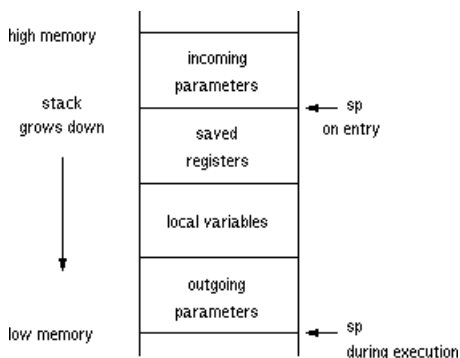 high memory
incoming
parameters
stack
grows down
sp
on entry
saved
registers
local variables
outgoing
parameters
low memory
sp
during execution